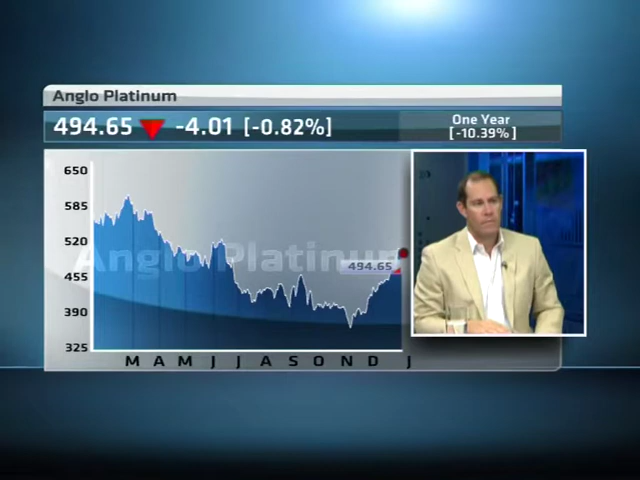 Anglo Platinum
494.65 -4.01 [-0.82%]
One Year
[-10.39%]
650
585
520
455
390
325
Anglo Platinum
494.65
M A M J J A S O N D J